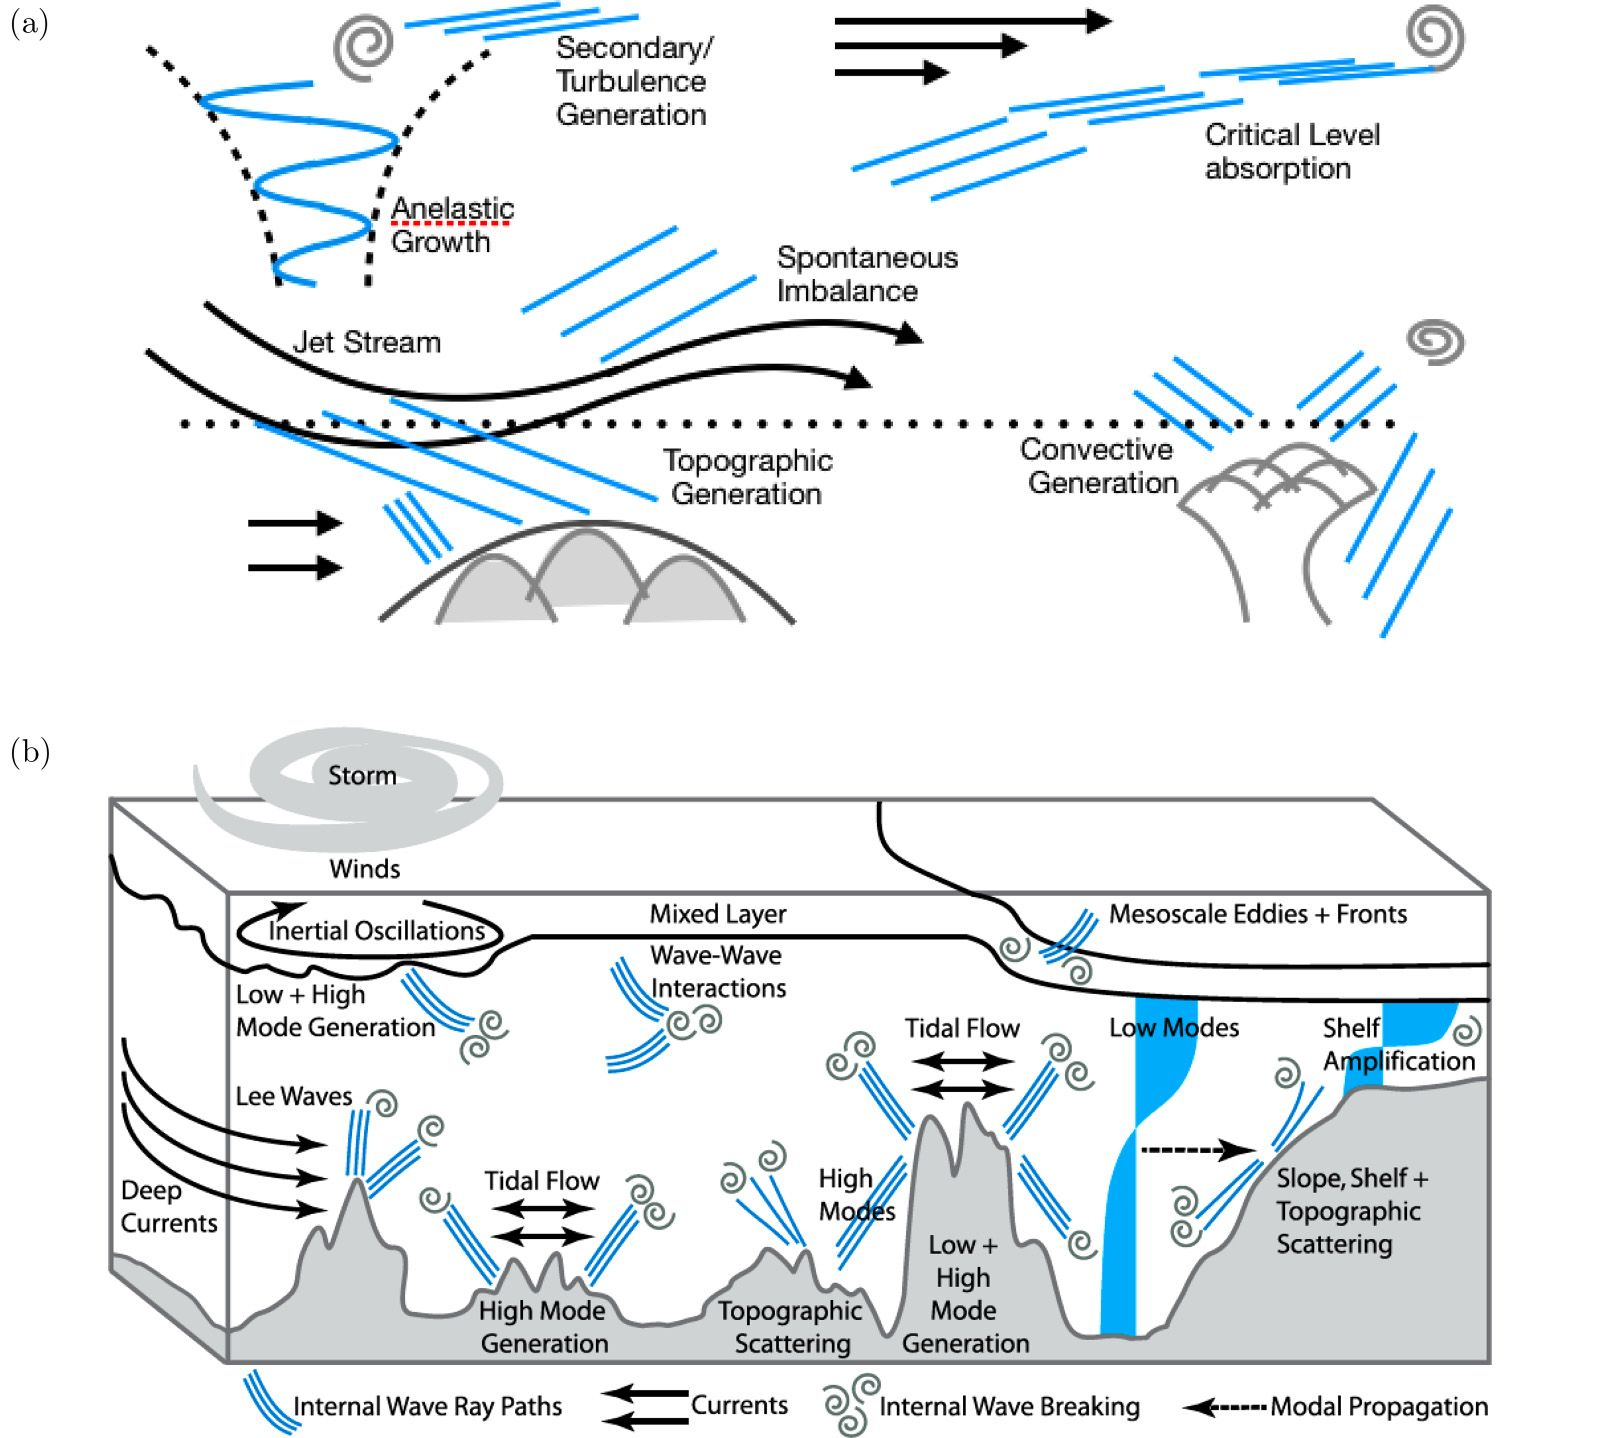 (a)
Secondary/
Turbulence
Generation
Critical Level
absorption
Anelastic
Growth
Spontaneous
Imbalance
Jet Stream
Topographic
Generation
Convective
Generation
(b)
Storm
Winds
Inertial Oscillations
Mixed Layer
Mesoscale Eddies + Fronts
Wave-Wave
Interactions
Low + High
Mode Generation
Tidal Flow
Low Modes
Shelf
Amplification
Lee Waves
Deep
Currents
Tidal Flow
High
Modes
Slope, Shelf +
Topographic
Scattering
Low +
High
Mode
Generation
High Mode
Generation
Topographic
Scattering
Internal Wave Ray Paths
Currents
Internal Wave Breaking
Modal Propagation